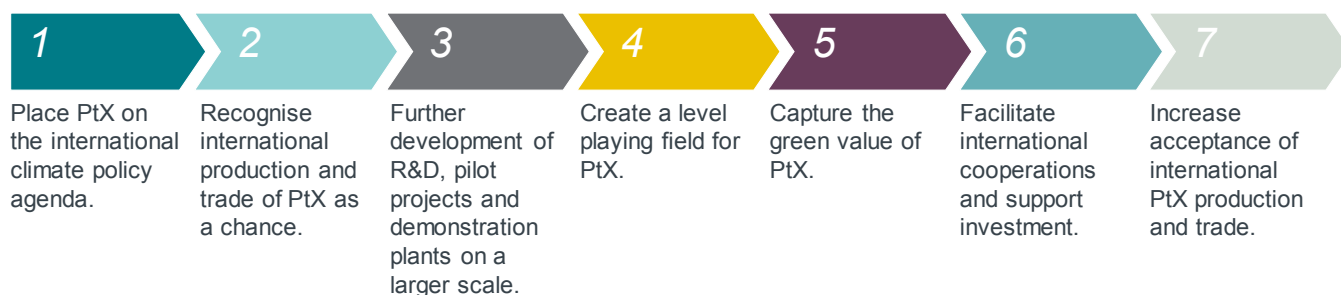 1
Place PtX on
the international
climate policy
agenda.
2
Recognise
international
production and
trade of PtX as
a chance.
3
Further
development of
R&D, pilot
projects and
demonstration
plants on a
larger scale.
4
Create a level
playing field for
PtX.
5
Capture the
green value of
PtX.
6
Facilitate
international
cooperations
and support
investment.
7
Increase
acceptance of
international
PtX production
and trade.